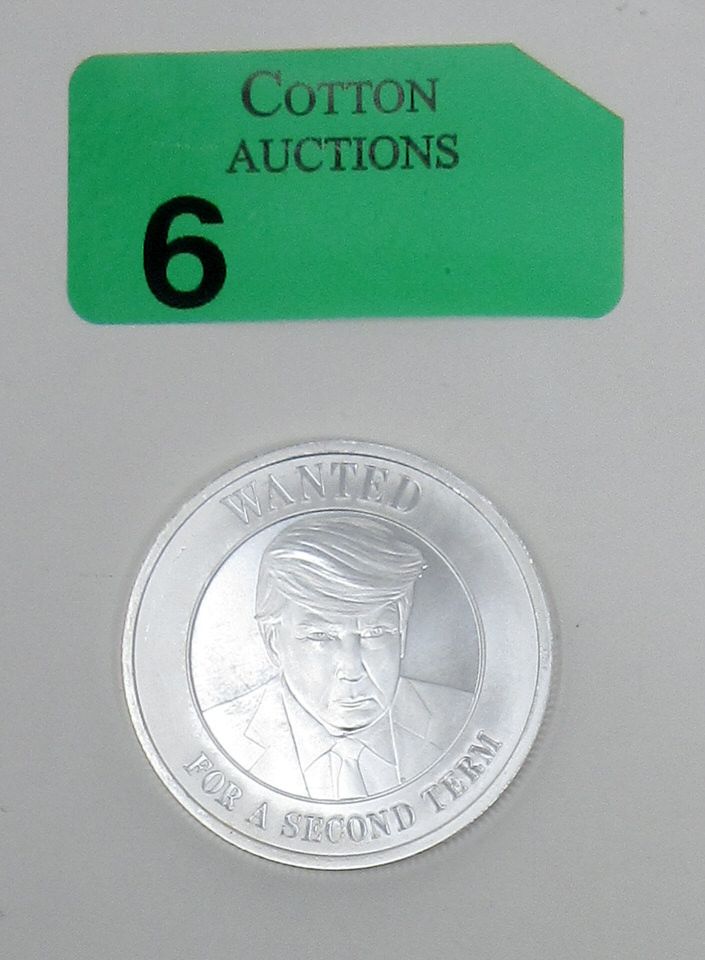 COTTON
AUCTIONS
6
WANTED
FOR A SECOND TERM